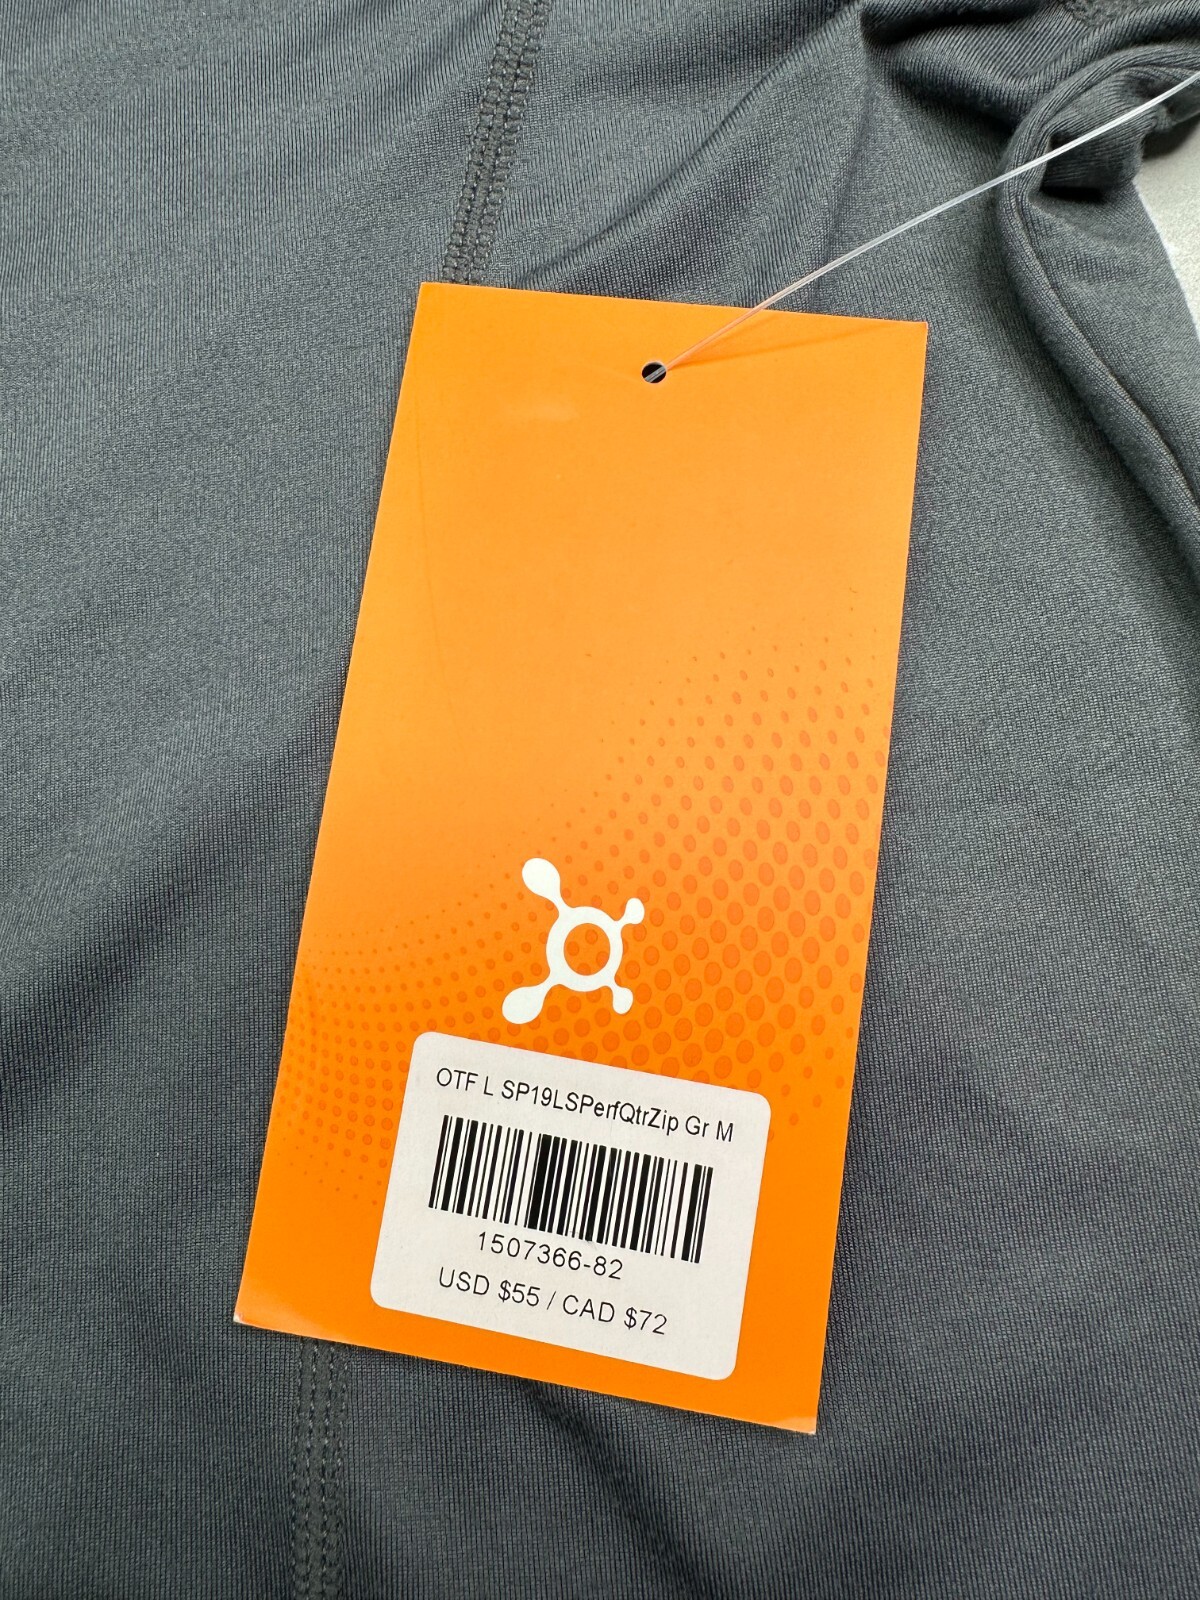 OTF L SP19LSPerfQtrZip Gr M
1507366-82
USD $55 / CAD $72